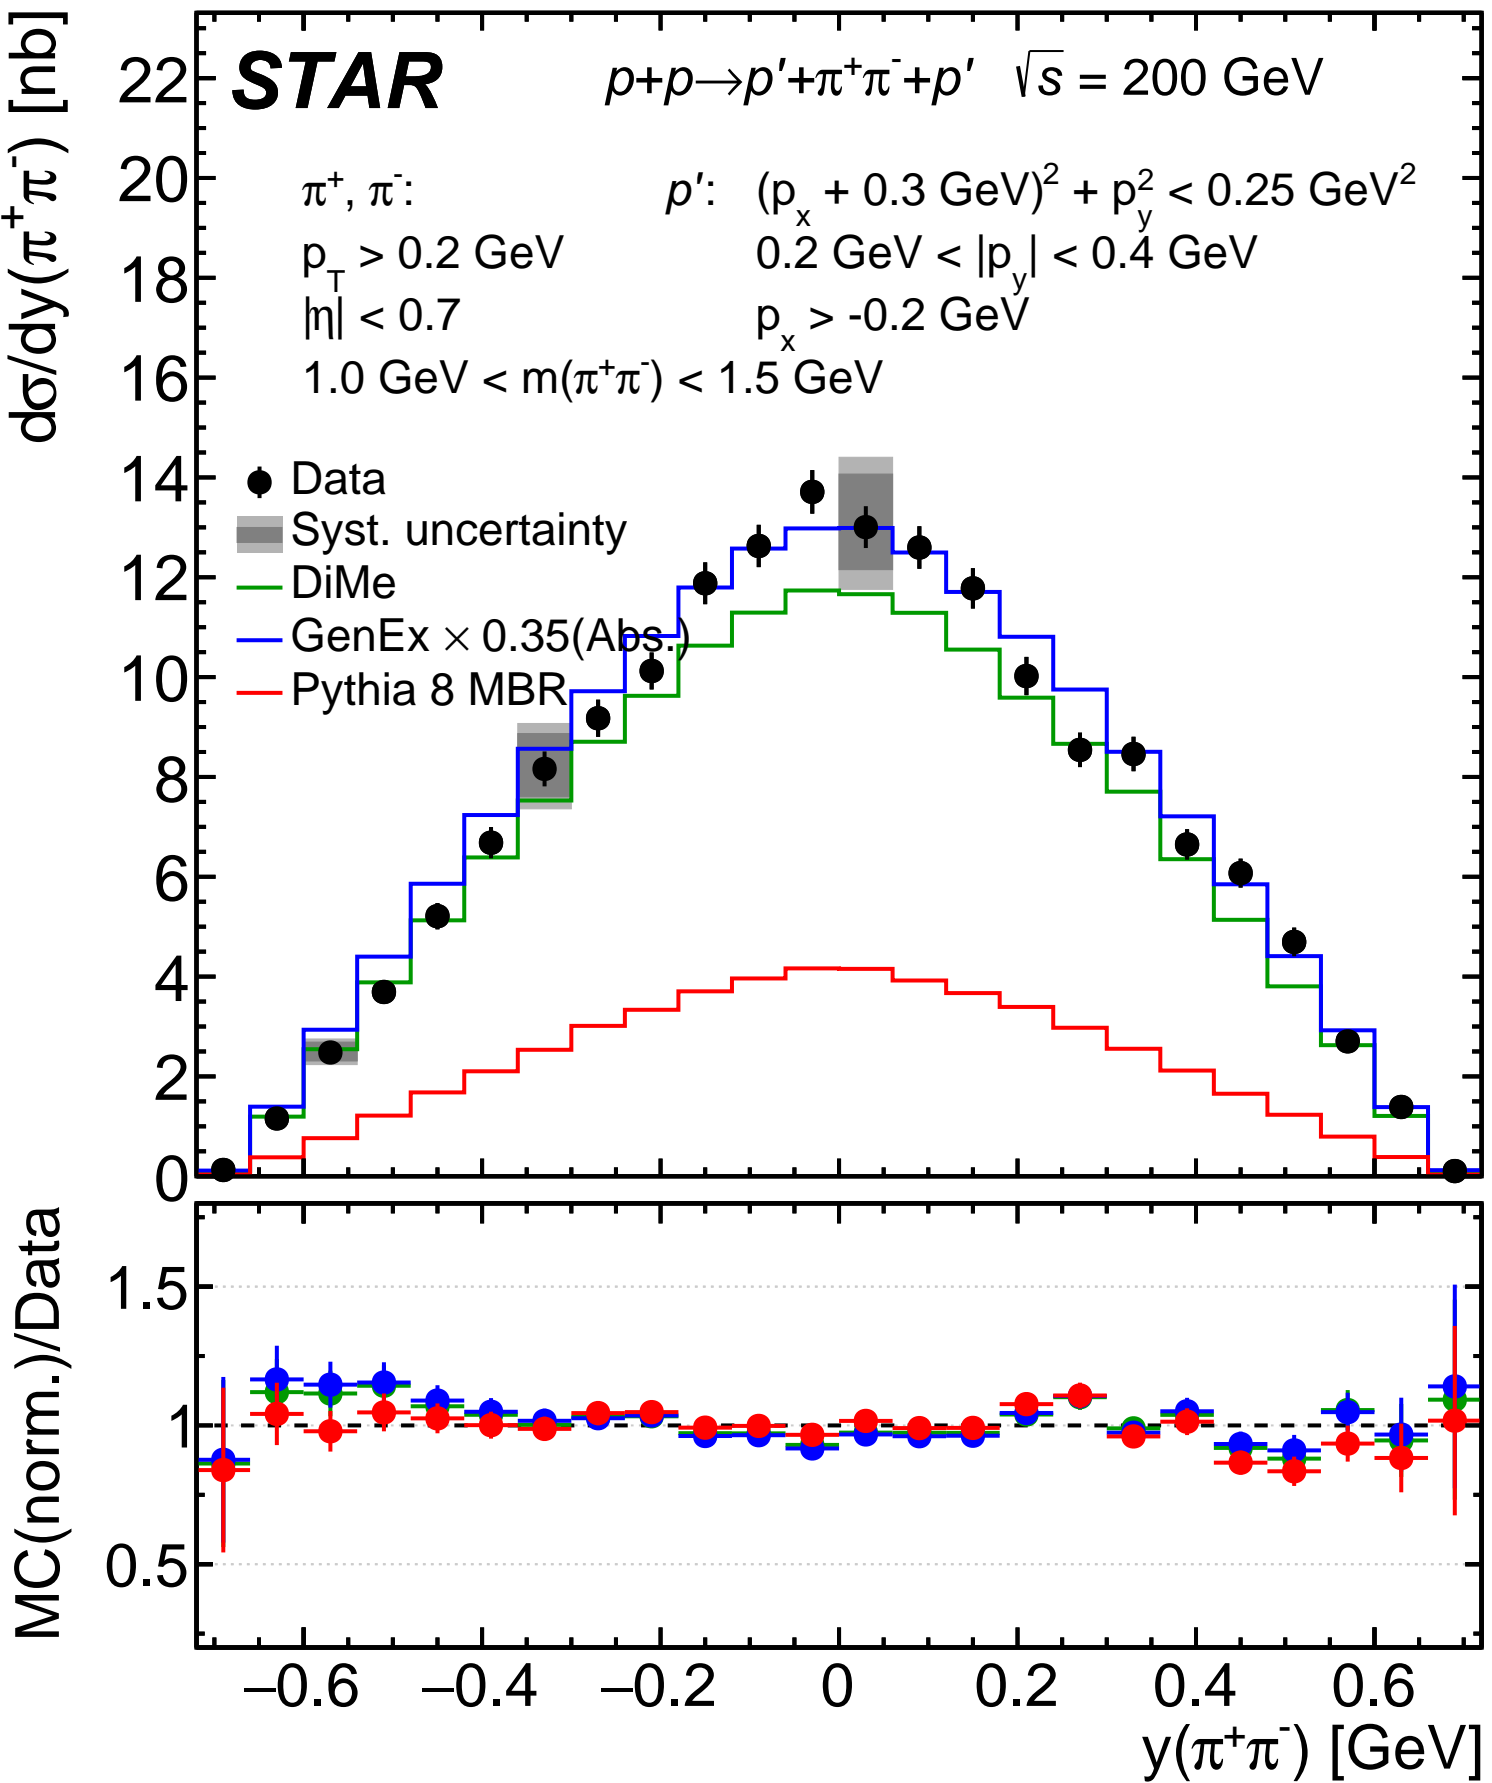 STAR p+p→p′+π⁺π⁻+p′ √s = 200 GeV
π⁺, π⁻: p′: (pₓ + 0.3 GeV)² + p_y² < 0.25 GeV²
p_T > 0.2 GeV 0.2 GeV < |p_y| < 0.4 GeV
|η| < 0.7 pₓ > -0.2 GeV
1.0 GeV < m(π⁺π⁻) < 1.5 GeV
Data
Syst. uncertainty
DiMe
GenEx × 0.35(Abs.)
Pythia 8 MBR
dσ/dy(π⁺π⁻) [nb]
22
20
18
16
14
12
10
8
6
4
2
0
MC(norm.)/Data
1.5
1
0.5
−0.6 −0.4 −0.2 0 0.2 0.4 0.6
y(π⁺π⁻) [GeV]